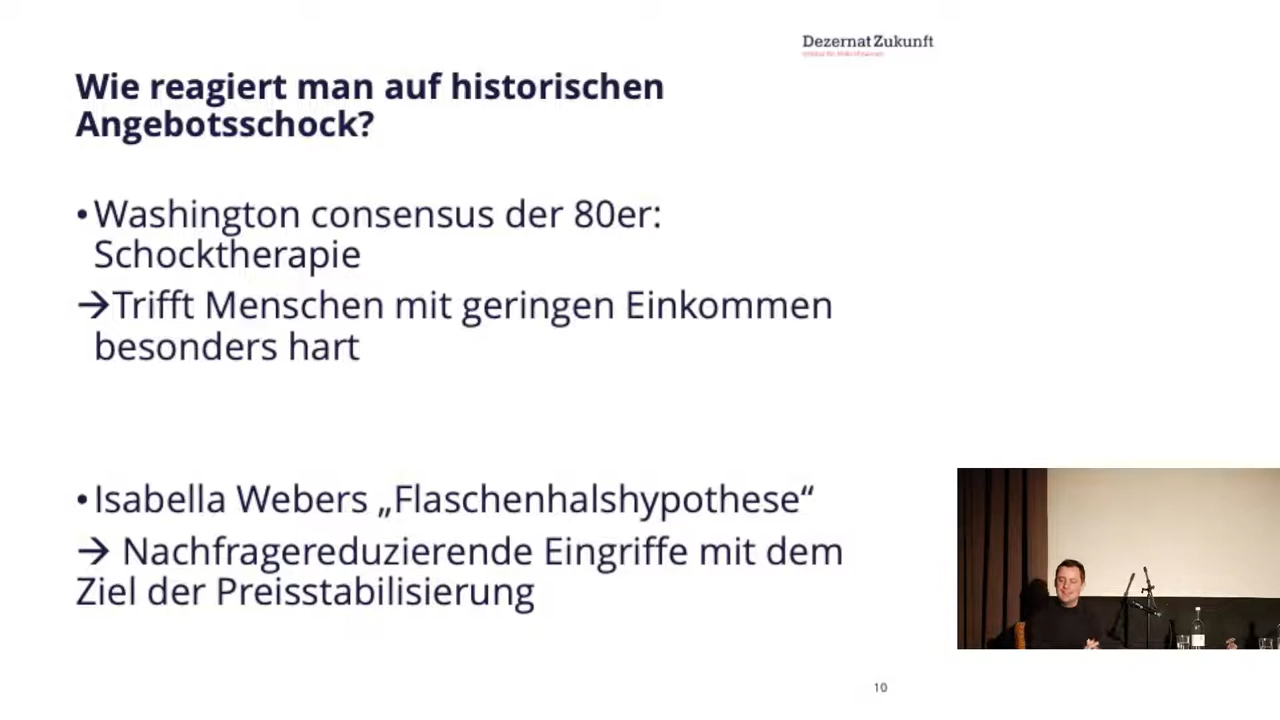 Dezernat Zukunft
Wie reagiert man auf historischen
Angebotsschock?
•Washington consensus der 80er:
Schocktherapie
→Trifft Menschen mit geringen Einkommen
besonders hart
•Isabella Webers „Flaschenhalshypothese“
→ Nachfragereduzierende Eingriffe mit dem
Ziel der Preisstabilisierung
10